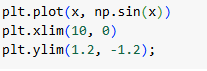 plt.plot(x, np.sin(x))
plt.xlim(10, 0)
plt.ylim(1.2, -1.2);